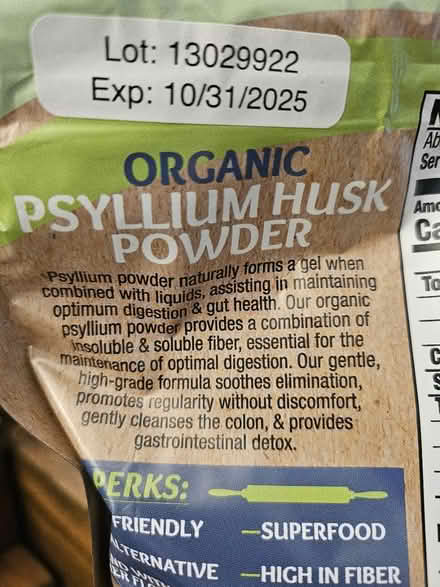 Lot: 13029922
Exp: 10/31/2025
ORGANIC
PSYLLIUM HUSK
POWDER
Psyllium powder naturally forms a gel when
combined with liquids, assisting in maintaining
optimum digestion & gut health. Our organic
psyllium powder provides a combination of
insoluble & soluble fiber, essential for the
maintenance of optimal digestion. Our gentle,
high-grade formula soothes elimination,
promotes regularity without discomfort,
gently cleanses the colon, & provides
gastrointestinal detox.
PERKS:
FRIENDLY
—SUPERFOOD
ALTERNATIVE
—HIGH IN FIBER